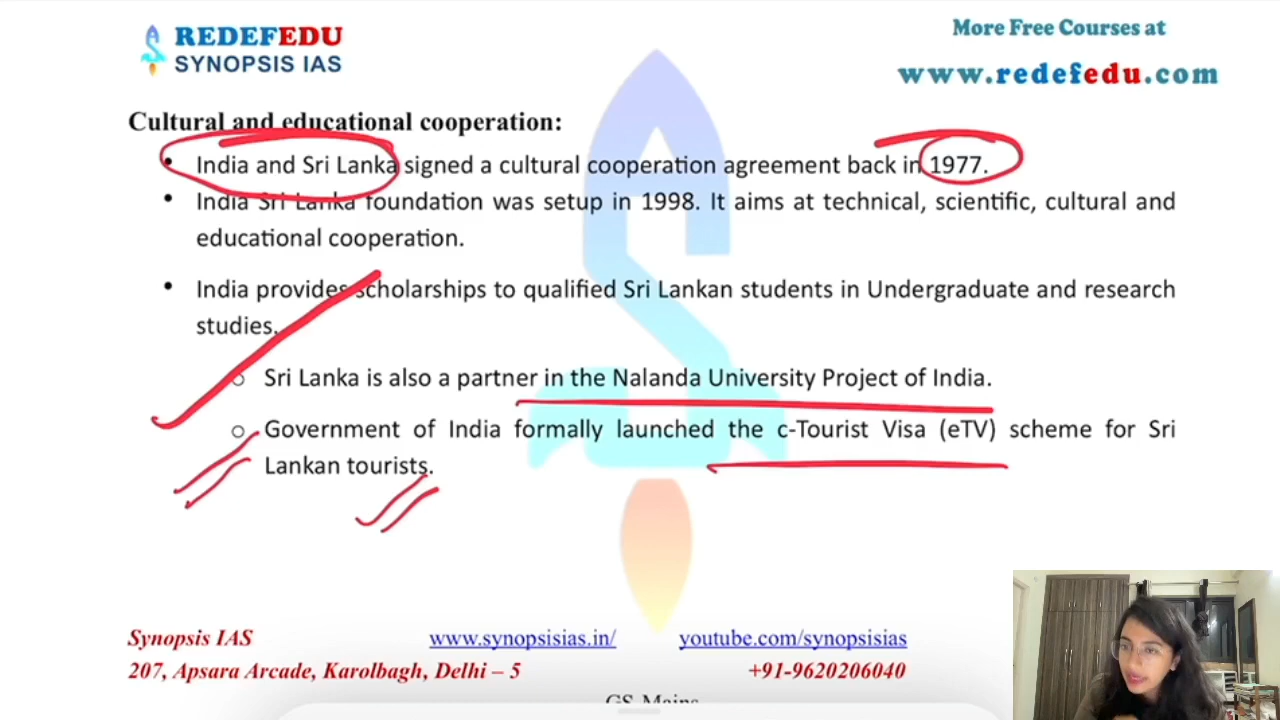 REDEFEDU
SYNOPSIS IAS
More Free Courses at
www.redefedu.com
Cultural and educational cooperation:
• India and Sri Lanka signed a cultural cooperation agreement back in 1977.
• India Sri Lanka foundation was setup in 1998. It aims at technical, scientific, cultural and
educational cooperation.
• India provides scholarships to qualified Sri Lankan students in Undergraduate and research
studies.
o Sri Lanka is also a partner in the Nalanda University Project of India.
o Government of India formally launched the c-Tourist Visa (eTV) scheme for Sri
Lankan tourists.
Synopsis IAS
www.synopsisias.in/
youtube.com/synopsisias
207, Apsara Arcade, Karolbagh, Delhi – 5
+91-9620206040
GS Mains